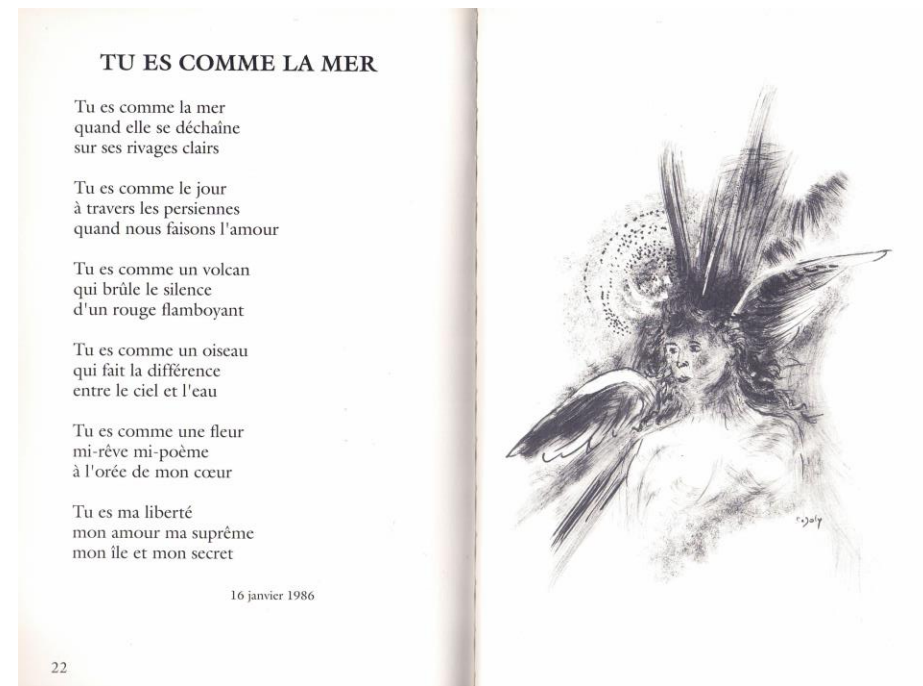 TU ES COMME LA MER
Tu es comme la mer
quand elle se déchaîne
sur ses rivages clairs
Tu es comme le jour
à travers les persiennes
quand nous faisons l'amour
Tu es comme un volcan
qui brûle le silence
d'un rouge flamboyant
Tu es comme un oiseau
qui fait la différence
entre le ciel et l'eau
Tu es comme une fleur
mi-rêve mi-poème
à l'orée de mon cœur
Tu es ma liberté
mon amour ma suprême
mon île et mon secret
16 janvier 1986
22